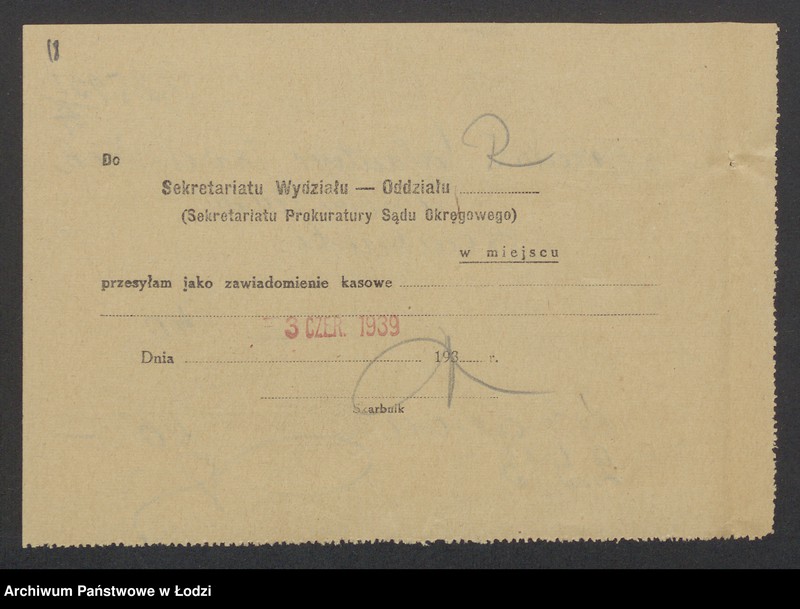 Do
R
Sekretariatu Wydziału — Oddziału
(Sekretariatu Prokuratury Sądu Okręgowego)
w miejscu
przesyłam jako zawiadomienie kasowe
3 CZER. 1939
Dnia 193 r.
Skarbnik
Archiwum Państwowe w Łodzi